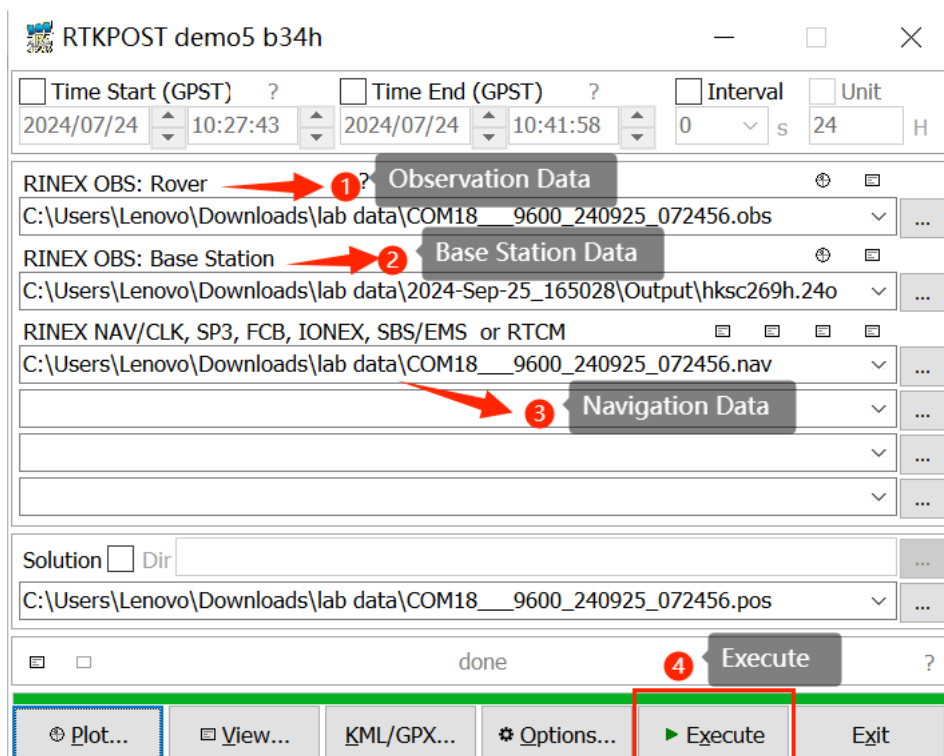 RTKPOST demo5 b34h
Time Start (GPST) ? Time End (GPST) ? Interval Unit
2024/07/24 10:27:43 2024/07/24 10:41:58 0 s 24 H
RINEX OBS: Rover 1 ? Observation Data
C:\Users\Lenovo\Downloads\lab data\COM18___9600_240925_072456.obs ...
RINEX OBS: Base Station 2 Base Station Data
C:\Users\Lenovo\Downloads\lab data\2024-Sep-25_165028\Output\hksc269h.24o ...
RINEX NAV/CLK, SP3, FCB, IONEX, SBS/EMS or RTCM
C:\Users\Lenovo\Downloads\lab data\COM18___9600_240925_072456.nav ...
3 Navigation Data ...
...
...
Solution Dir ...
C:\Users\Lenovo\Downloads\lab data\COM18___9600_240925_072456.pos ...
done 4 Execute ?
Plot... View... KML/GPX... Options... Execute Exit